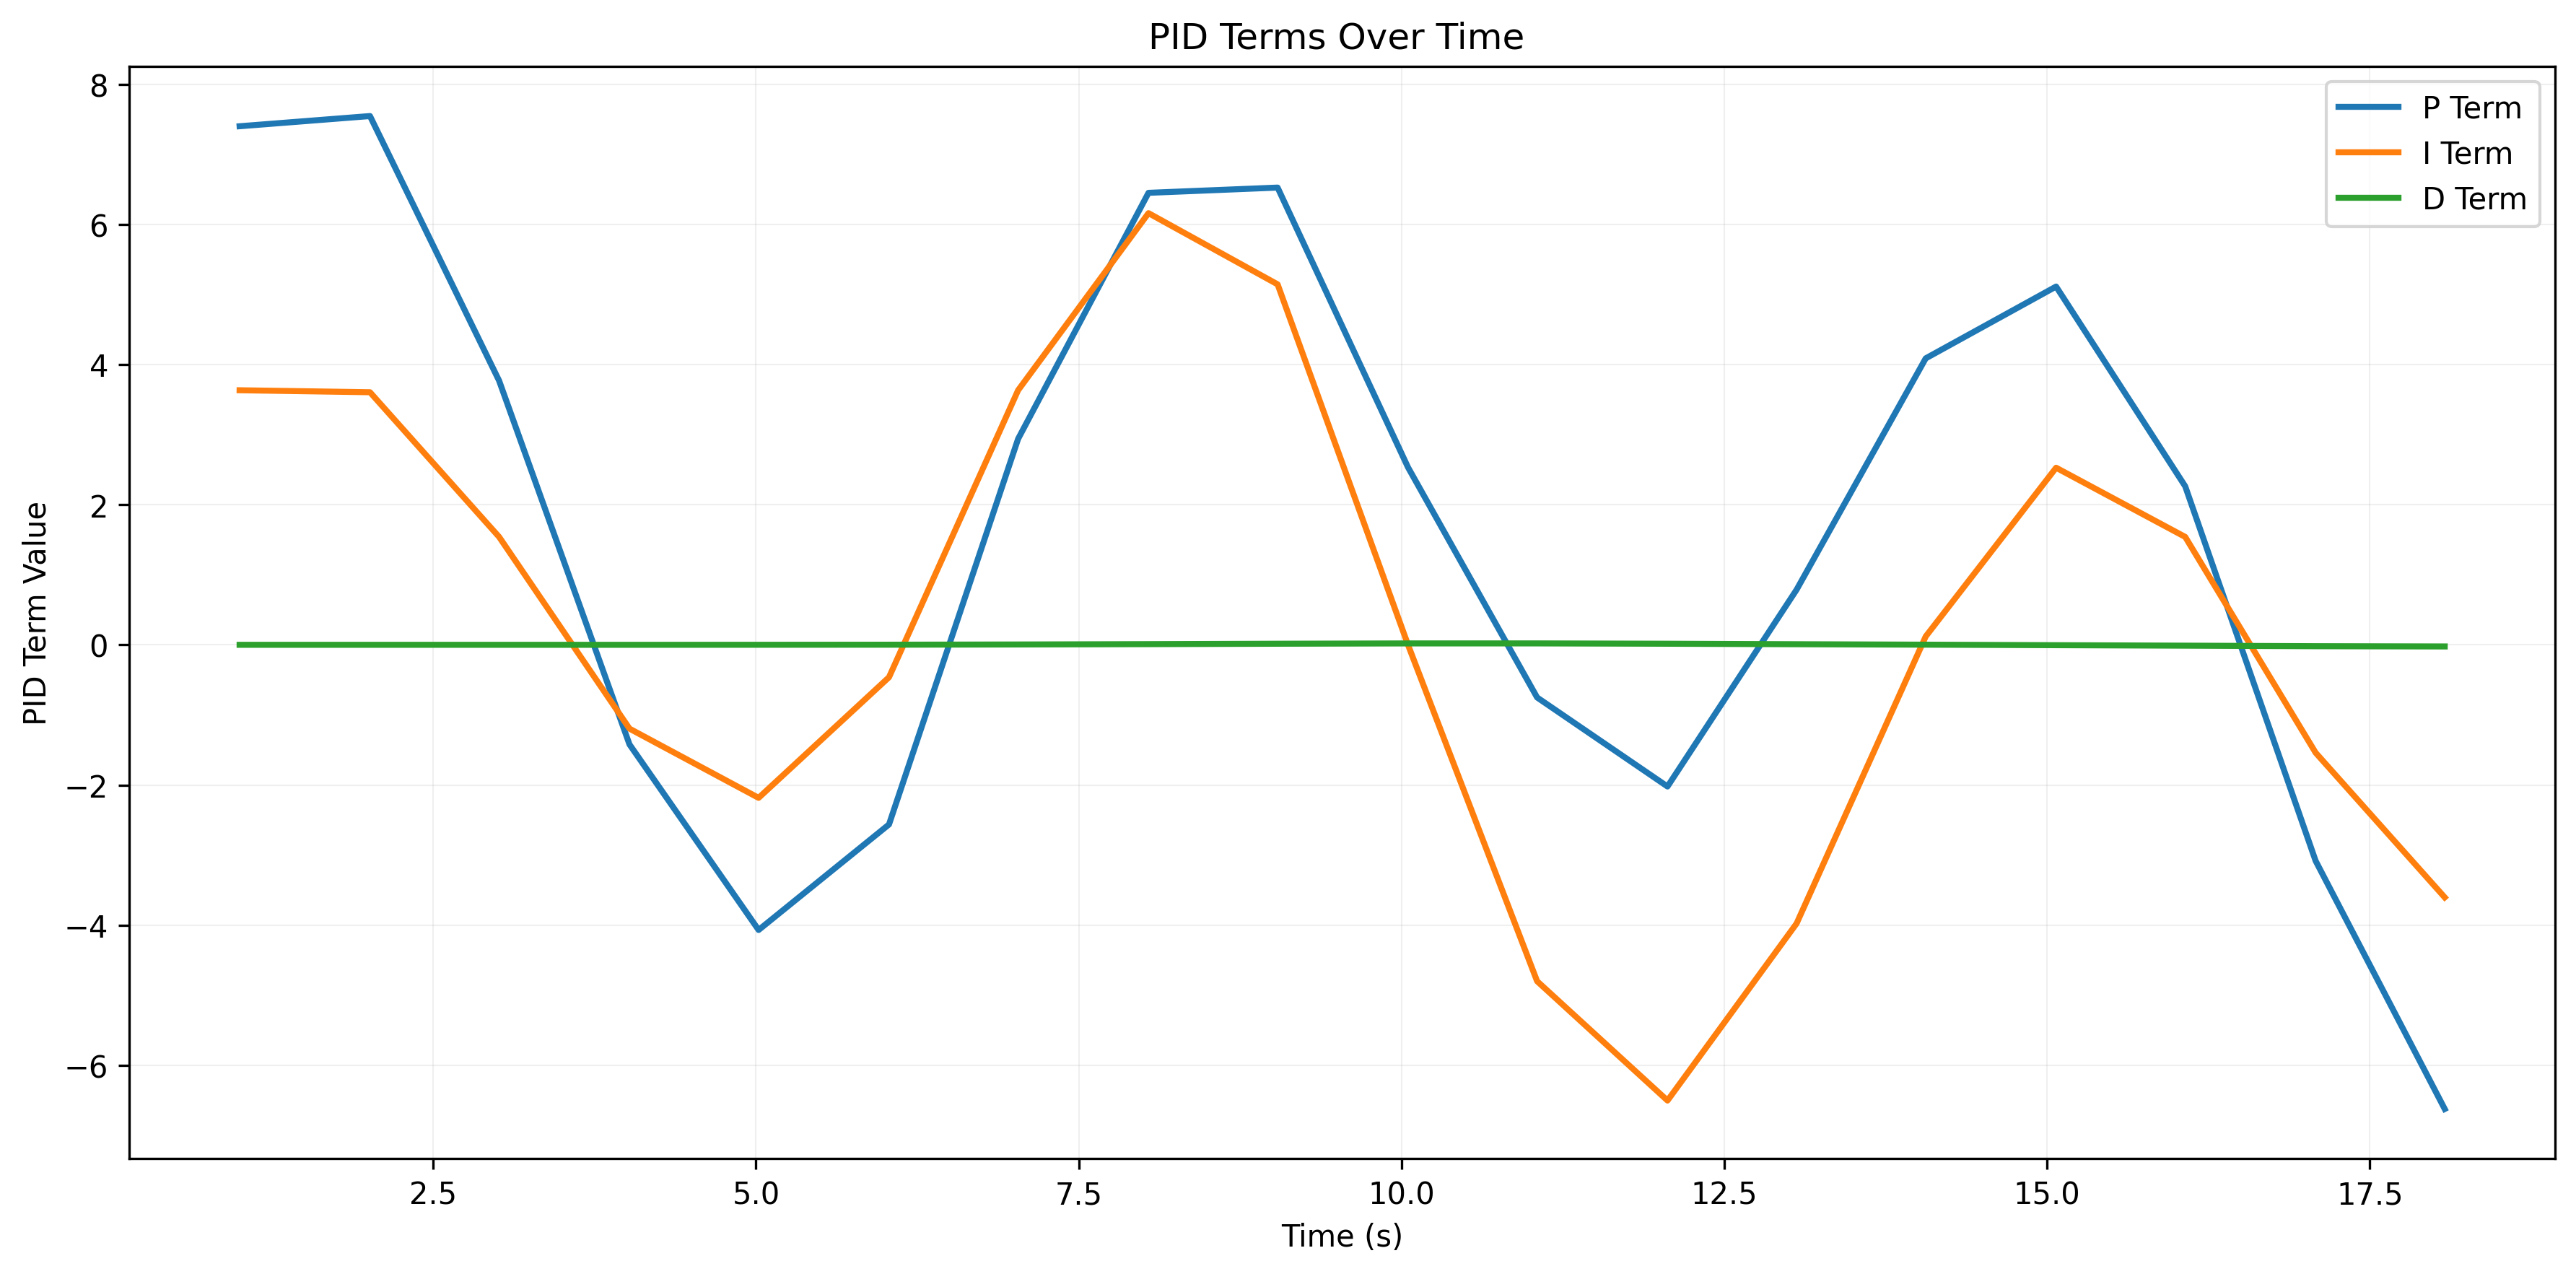 PID Terms Over Time
P Term
I Term
D Term
PID Term Value
8
6
4
2
0
−2
−4
−6
2.5
5.0
7.5
10.0
12.5
15.0
17.5
Time (s)